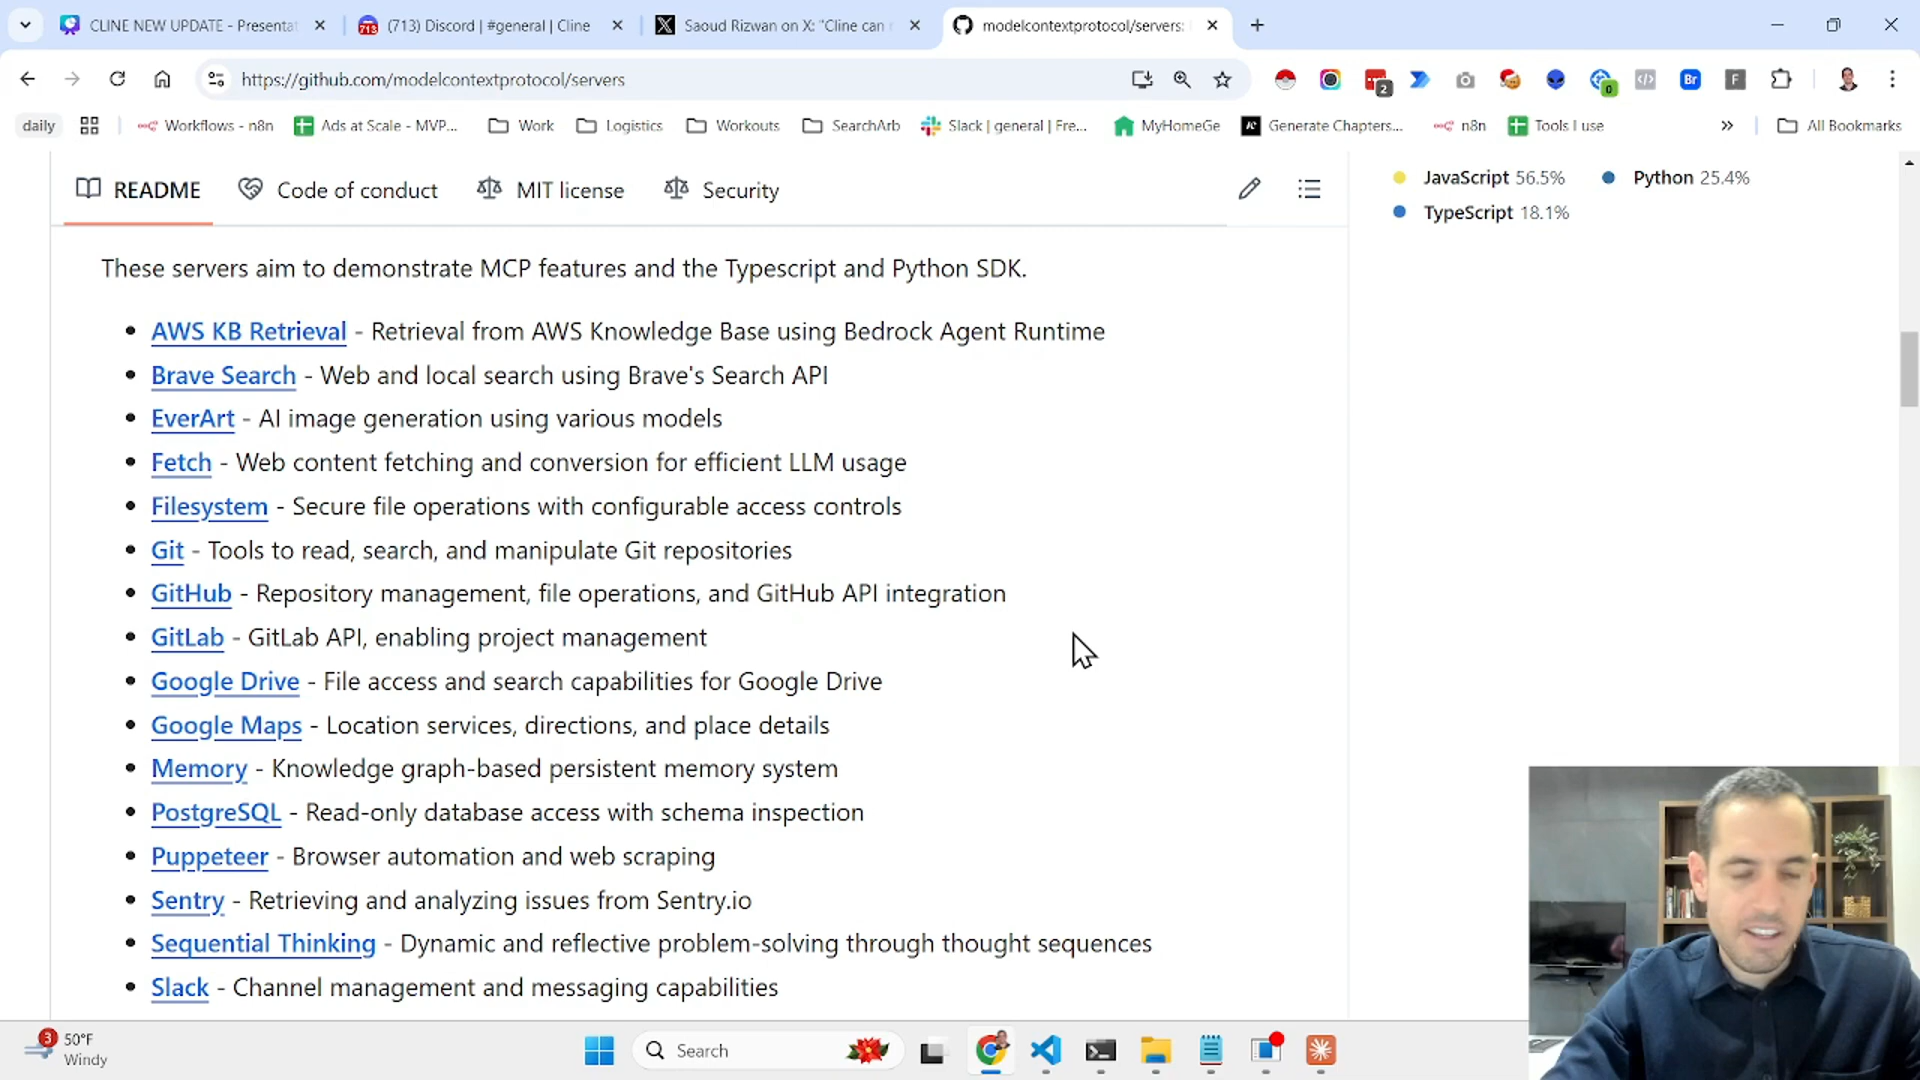 CLINE NEW UPDATE - Presentat
(713) Discord | #general | Cline
Saoud Rizwan on X: "Cline can
modelcontextprotocol/servers:
https://github.com/modelcontextprotocol/servers
2
0
Br
F
daily
Workflows - n8n
Ads at Scale - MVP...
Work
Logistics
Workouts
SearchArb
Slack | general | Fre...
MyHomeGe
Generate Chapters...
n8n
Tools I use
All Bookmarks
README
Code of conduct
MIT license
Security
JavaScript 56.5%
Python 25.4%
TypeScript 18.1%
These servers aim to demonstrate MCP features and the Typescript and Python SDK.
AWS KB Retrieval - Retrieval from AWS Knowledge Base using Bedrock Agent Runtime
Brave Search - Web and local search using Brave's Search API
EverArt - AI image generation using various models
Fetch - Web content fetching and conversion for efficient LLM usage
Filesystem - Secure file operations with configurable access controls
Git - Tools to read, search, and manipulate Git repositories
GitHub - Repository management, file operations, and GitHub API integration
GitLab - GitLab API, enabling project management
Google Drive - File access and search capabilities for Google Drive
Google Maps - Location services, directions, and place details
Memory - Knowledge graph-based persistent memory system
PostgreSQL - Read-only database access with schema inspection
Puppeteer - Browser automation and web scraping
Sentry - Retrieving and analyzing issues from Sentry.io
Sequential Thinking - Dynamic and reflective problem-solving through thought sequences
Slack - Channel management and messaging capabilities
3
50°F
Windy
Search